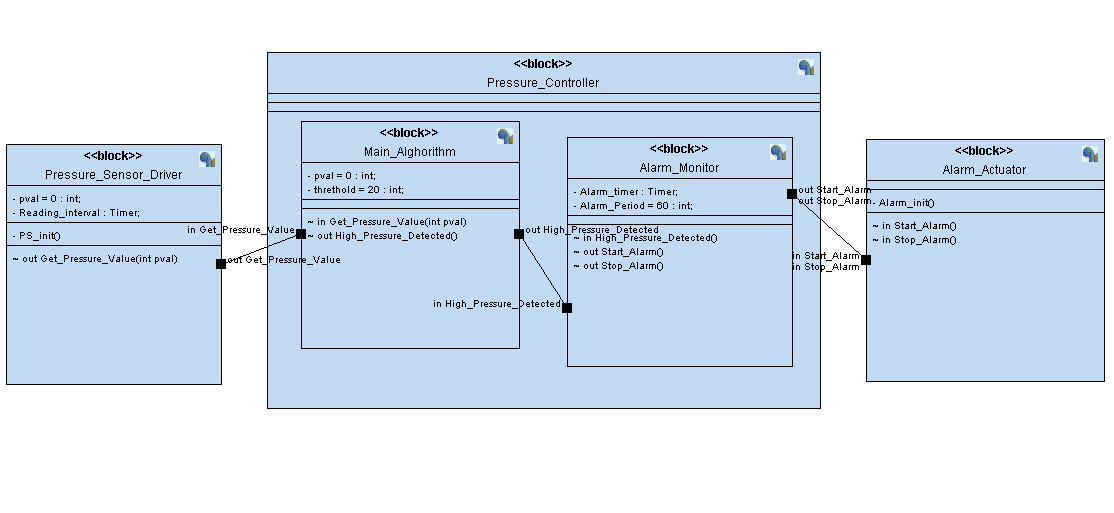 <<block>>
Pressure_Controller
<<block>>
Pressure_Sensor_Driver
- pval = 0 : int;
- Reading_interval : Timer;
- PS_init()
~ out Get_Pressure_Value(int pval)
out Get_Pressure_Value
in Get_Pressure_Value
<<block>>
Main_Alghorithm
- pval = 0 : int;
- threthold = 20 : int;
~ in Get_Pressure_Value(int pval)
~ out High_Pressure_Detected()
out High_Pressure_Detected
in High_Pressure_Detected
<<block>>
Alarm_Monitor
- Alarm_timer : Timer;
- Alarm_Period = 60 : int;
~ in High_Pressure_Detected()
~ out Start_Alarm()
~ out Stop_Alarm()
out Start_Alarm
out Stop_Alarm
in Start_Alarm
in Stop_Alarm
<<block>>
Alarm_Actuator
- Alarm_init()
~ in Start_Alarm()
~ in Stop_Alarm()